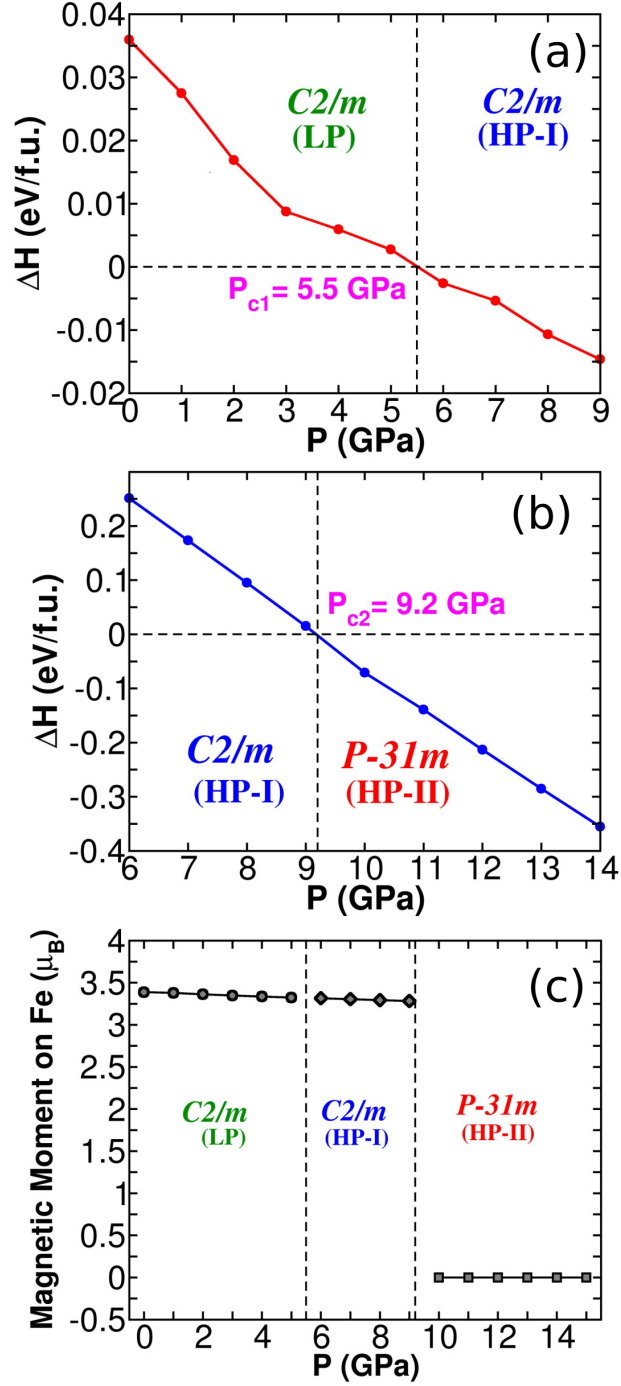 0.04
(a)
0.03
C2/m
(LP)
C2/m
(HP-I)
0.02
0.01
0
-0.01
-0.02
ΔH (eV/f.u.)
P_c1 = 5.5 GPa
0 1 2 3 4 5 6 7 8 9
P (GPa)
(b)
0.2
0.1
0
-0.1
-0.2
-0.3
-0.4
ΔH (eV/f.u.)
P_c2 = 9.2 GPa
C2/m
(HP-I)
P-31m
(HP-II)
6 7 8 9 10 11 12 13 14
P (GPa)
4
(c)
3.5
3
2.5
2
1.5
1
0.5
0
-0.5
Magnetic Moment on Fe (μ_B)
C2/m
(LP)
C2/m
(HP-I)
P-31m
(HP-II)
0 2 4 6 8 10 12 14
P (GPa)